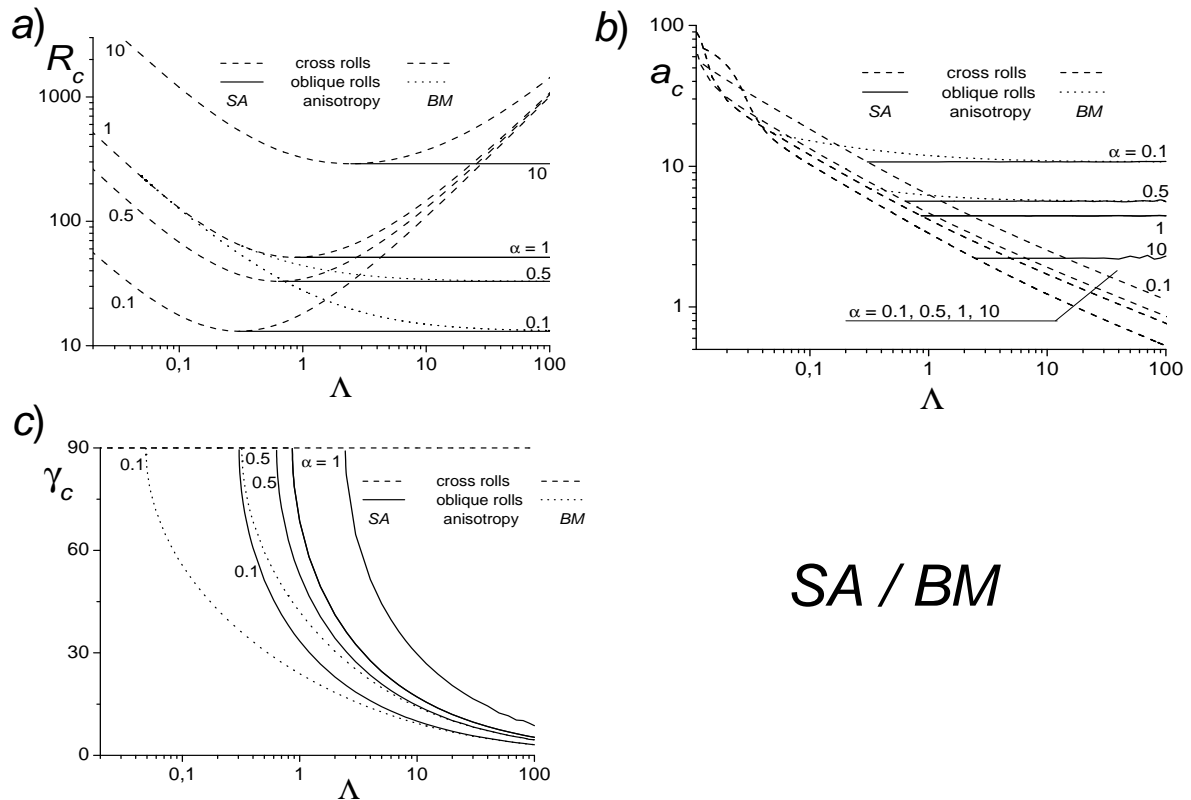 a)
R_c
10
1000
1
100
0.5
0.1
10
0,1
1
10
100
Λ
cross rolls
oblique rolls
SA anisotropy BM
10
α = 1
0.5
0.1
b)
a_c
100
10
1
0,1
1
10
100
Λ
cross rolls
oblique rolls
SA anisotropy BM
α = 0.1
0.5
1
10
0.1
α = 0.1, 0.5, 1, 10
c)
γ_c
90
60
30
0
0,1
1
10
100
Λ
0.1
0.5
0.5
α = 1
0.1
cross rolls
oblique rolls
SA anisotropy BM
SA / BM